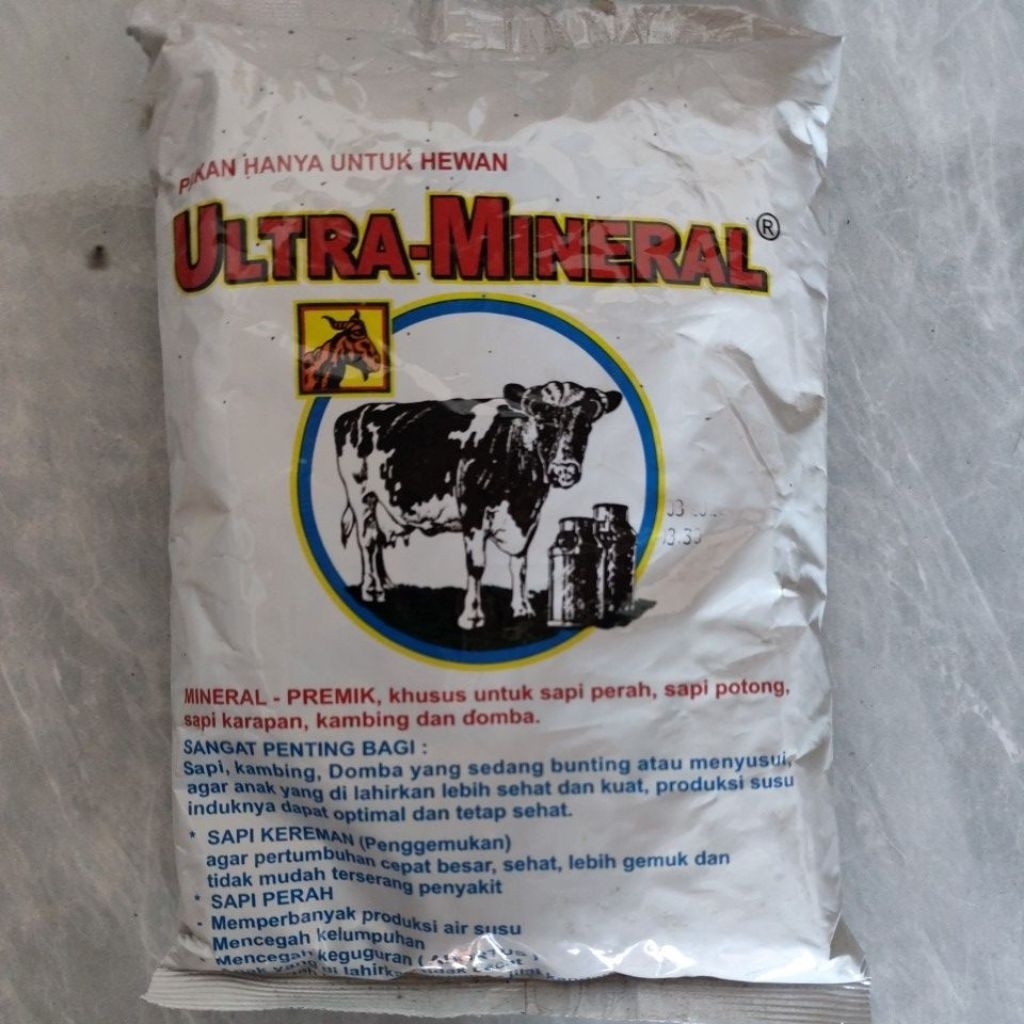 HANYA UNTUK HEWAN
ULTRA-MINERAL®
MINERAL - PREMIK, khusus untuk sapi perah, sapi potong,
sapi karapan, kambing dan domba.
SANGAT PENTING BAGI :
Sapi, kambing, Domba yang sedang bunting atau menyusui,
agar anak yang di lahirkan lebih sehat dan kuat, produksi susu
induknya dapat optimal dan tetap sehat.
* SAPI KEREMAN (Penggemukan)
agar pertumbuhan cepat besar, sehat, lebih gemuk dan
tidak mudah terserang penyakit
* SAPI PERAH
- Memperbanyak produksi air susu
Mencegah kelumpuhan
- Mencegah keguguran (